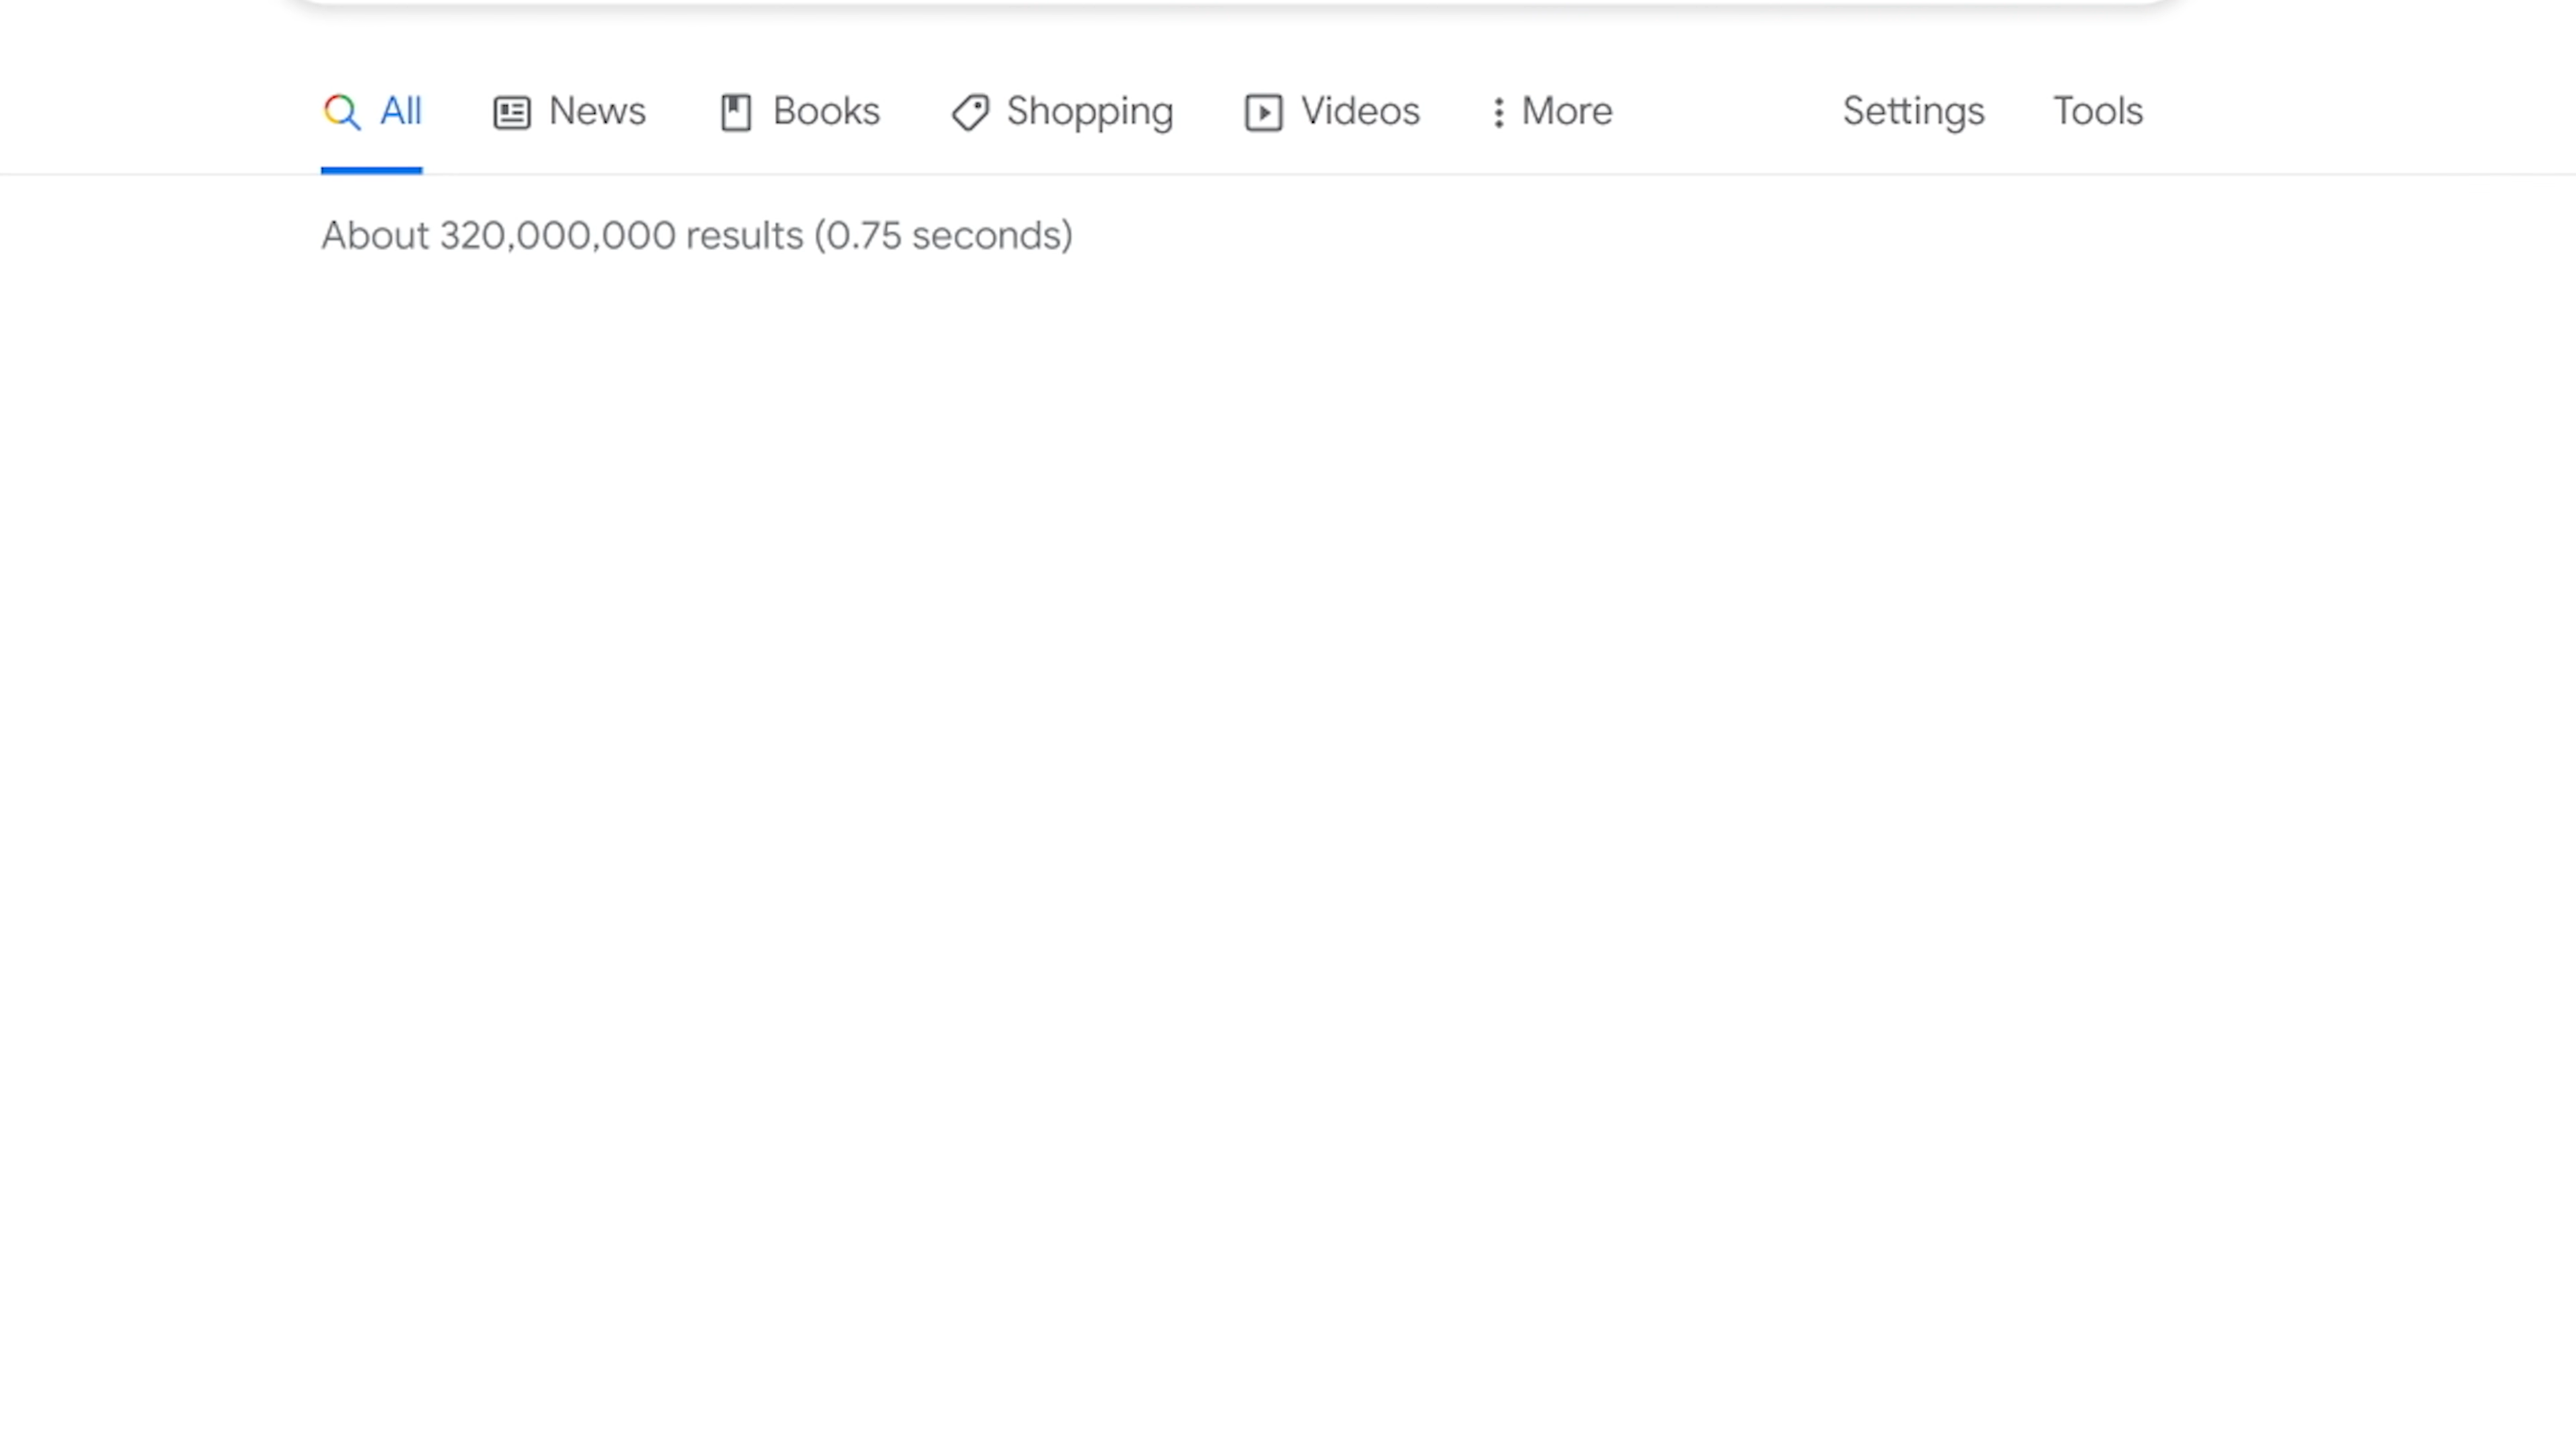 All News Books Shopping Videos More Settings Tools
About 320,000,000 results (0.75 seconds)